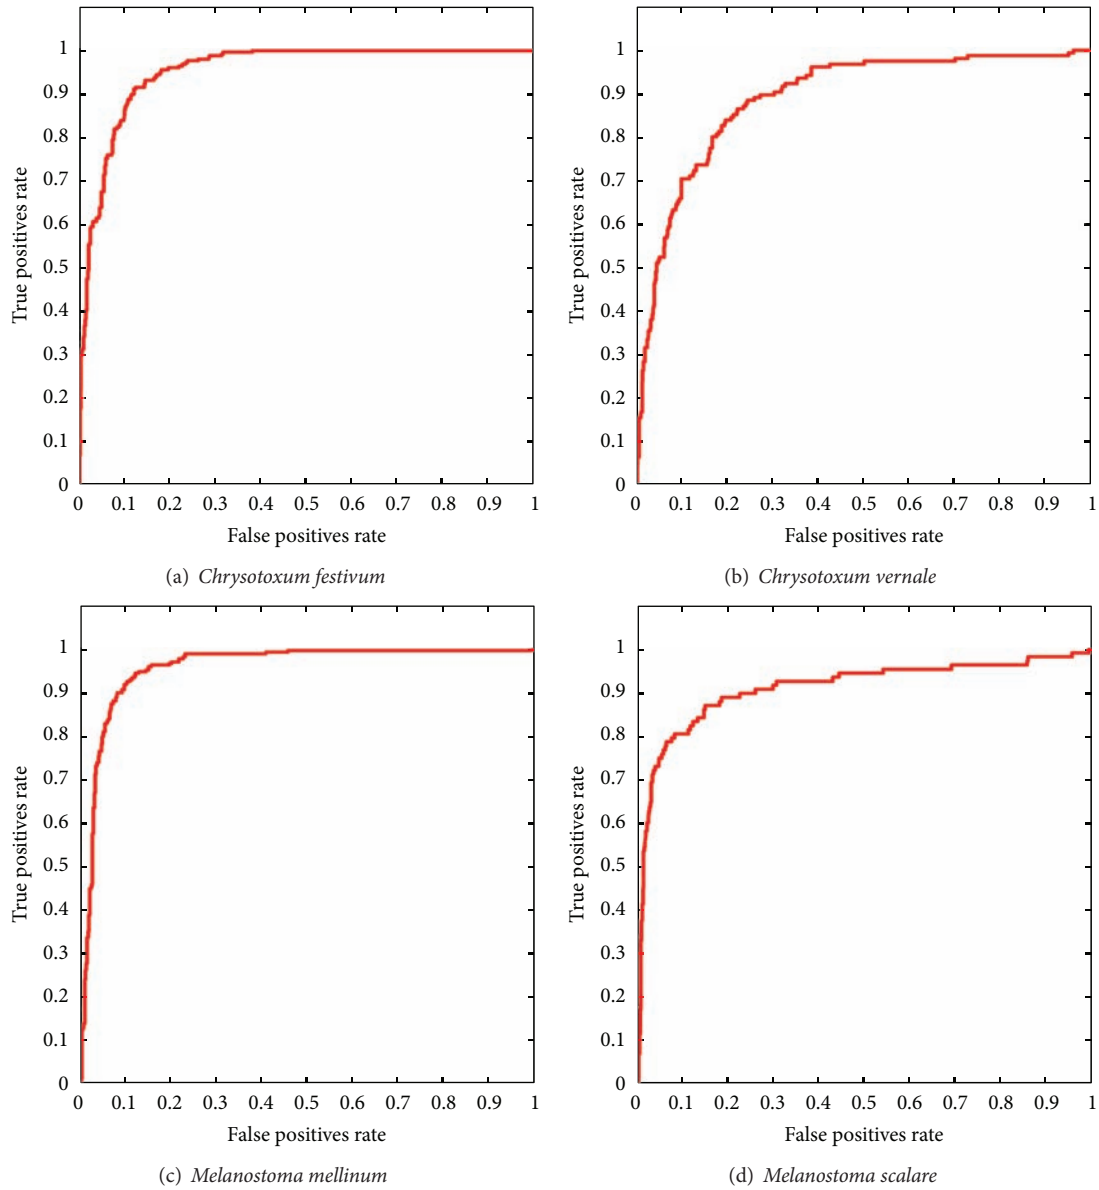 1
0.9
0.8
0.7
0.6
0.5
0.4
0.3
0.2
0.1
0
True positives rate
0 0.1 0.2 0.3 0.4 0.5 0.6 0.7 0.8 0.9 1
False positives rate
(a) Chrysotoxum festivum
1
0.9
0.8
0.7
0.6
0.5
0.4
0.3
0.2
0.1
0
True positives rate
0 0.1 0.2 0.3 0.4 0.5 0.6 0.7 0.8 0.9 1
False positives rate
(b) Chrysotoxum vernale
1
0.9
0.8
0.7
0.6
0.5
0.4
0.3
0.2
0.1
0
True positives rate
0 0.1 0.2 0.3 0.4 0.5 0.6 0.7 0.8 0.9 1
False positives rate
(c) Melanostoma mellinum
1
0.9
0.8
0.7
0.6
0.5
0.4
0.3
0.2
0.1
0
True positives rate
0 0.1 0.2 0.3 0.4 0.5 0.6 0.7 0.8 0.9 1
False positives rate
(d) Melanostoma scalare